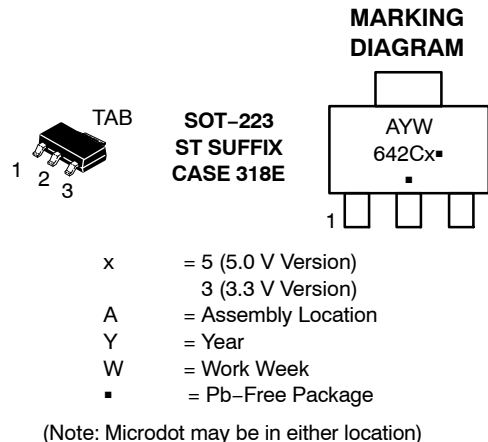 MARKING
DIAGRAM
TAB
1 2 3
SOT−223
ST SUFFIX
CASE 318E
AYW
642Cx▪
▪
1
x = 5 (5.0 V Version)
3 (3.3 V Version)
A = Assembly Location
Y = Year
W = Work Week
▪ = Pb−Free Package
(Note: Microdot may be in either location)